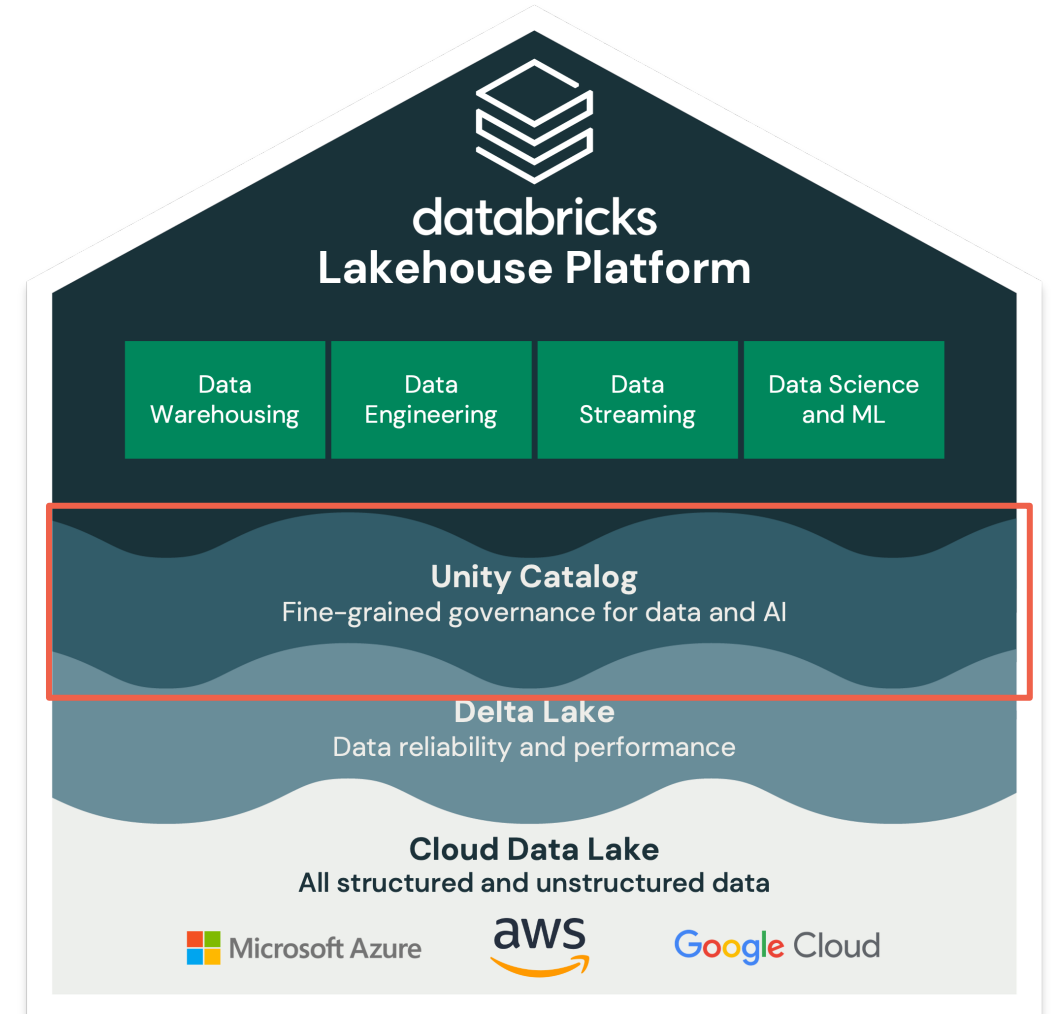 databricks
Lakehouse Platform
Data
Warehousing
Data
Engineering
Data
Streaming
Data Science
and ML
Unity Catalog
Fine-grained governance for data and AI
Delta Lake
Data reliability and performance
Cloud Data Lake
All structured and unstructured data
Microsoft Azure
aws
Google Cloud